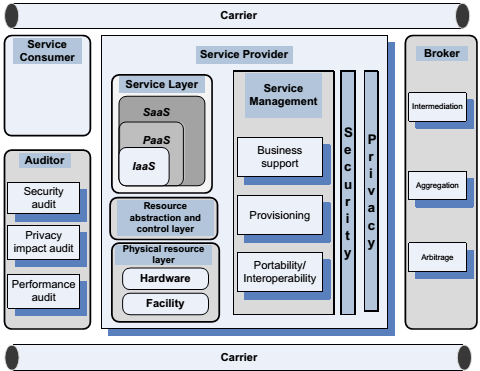 Carrier
Service
Consumer
Auditor
Security
audit
Privacy
impact audit
Performance
audit
Service Provider
Service Layer
SaaS
PaaS
IaaS
Resource
abstraction and
control layer
Physical resource
layer
Hardware
Facility
Service
Management
Business
support
Provisioning
Portability/
Interoperability
Security
Privacy
Broker
Intermediation
Aggregation
Arbitrage
Carrier